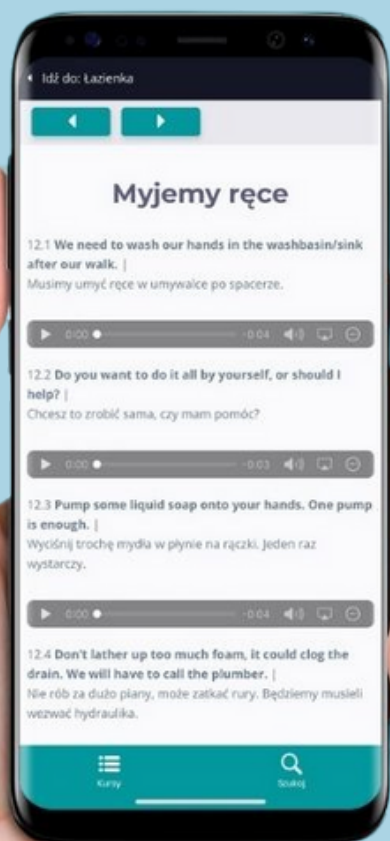 Idź do: Łazienka
Myjemy ręce
12.1 We need to wash our hands in the washbasin/sink
after our walk. |
Musimy umyć ręce w umywalce po spacerze.
0:00 -0:04
12.2 Do you want to do it all by yourself, or should I
help? |
Chcesz to zrobić sama, czy mam pomóc?
0:00 -0:03
12.3 Pump some liquid soap onto your hands. One pump
is enough. |
Wyciśnij trochę mydła w płynie na rączki. Jeden raz
wystarczy.
0:00 -0:04
12.4 Don't lather up too much foam, it could clog the
drain. We will have to call the plumber. |
Nie rób za dużo piany, może zatkać rury. Będziemy musieli
wezwać hydraulika.
Kursy Szukaj